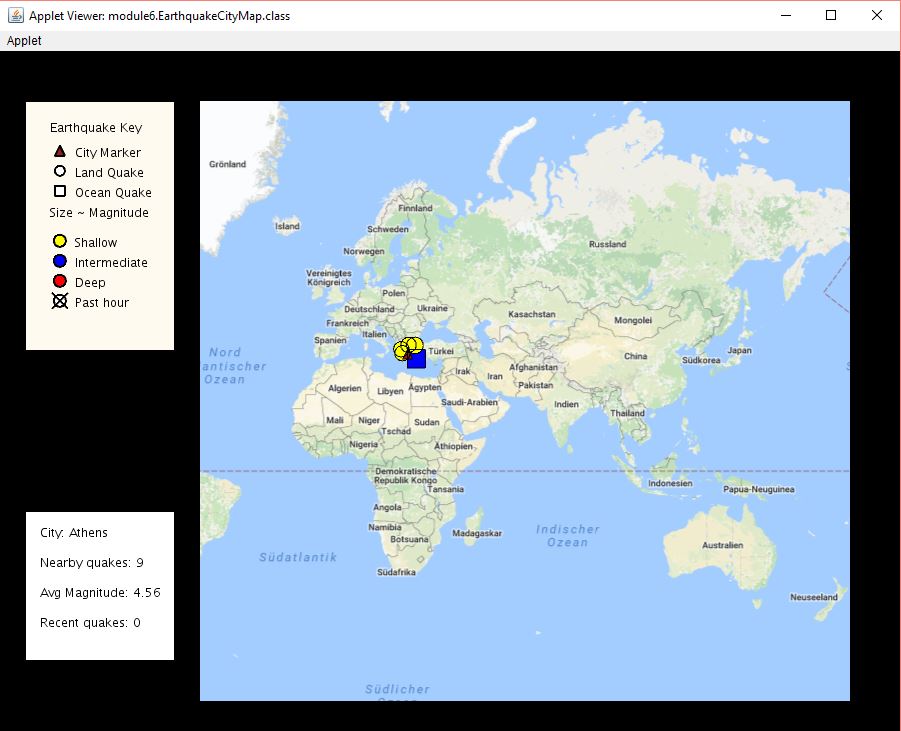 Applet Viewer: module6.EarthquakeCityMap.class
Applet
Earthquake Key
City Marker
Land Quake
Ocean Quake
Size ~ Magnitude
Shallow
Intermediate
Deep
Past hour
City: Athens
Nearby quakes: 9
Avg Magnitude: 4.56
Recent quakes: 0
Grönland
Island
Finnland
Schweden
Norwegen
Russland
Vereinigtes
Königreich
Polen
Deutschland
Ukraine
Frankreich
Kasachstan
Mongolei
Italien
Spanien
Türkei
China
Japan
Südkorea
Nord
antischer
Ozean
Irak
Iran
Afghanistan
Pakistan
Algerien
Libyen
Ägypten
Saudi-Arabien
Indien
Thailand
Mali
Niger
Tschad
Sudan
Nigeria
Äthiopien
Demokratische
Republik Kongo
Tansania
Indonesien
Papua-Neuguinea
Angola
Namibia
Botsuana
Madagaskar
Indischer
Ozean
Australien
Südatlantik
Südafrika
Neuseeland
Südlicher